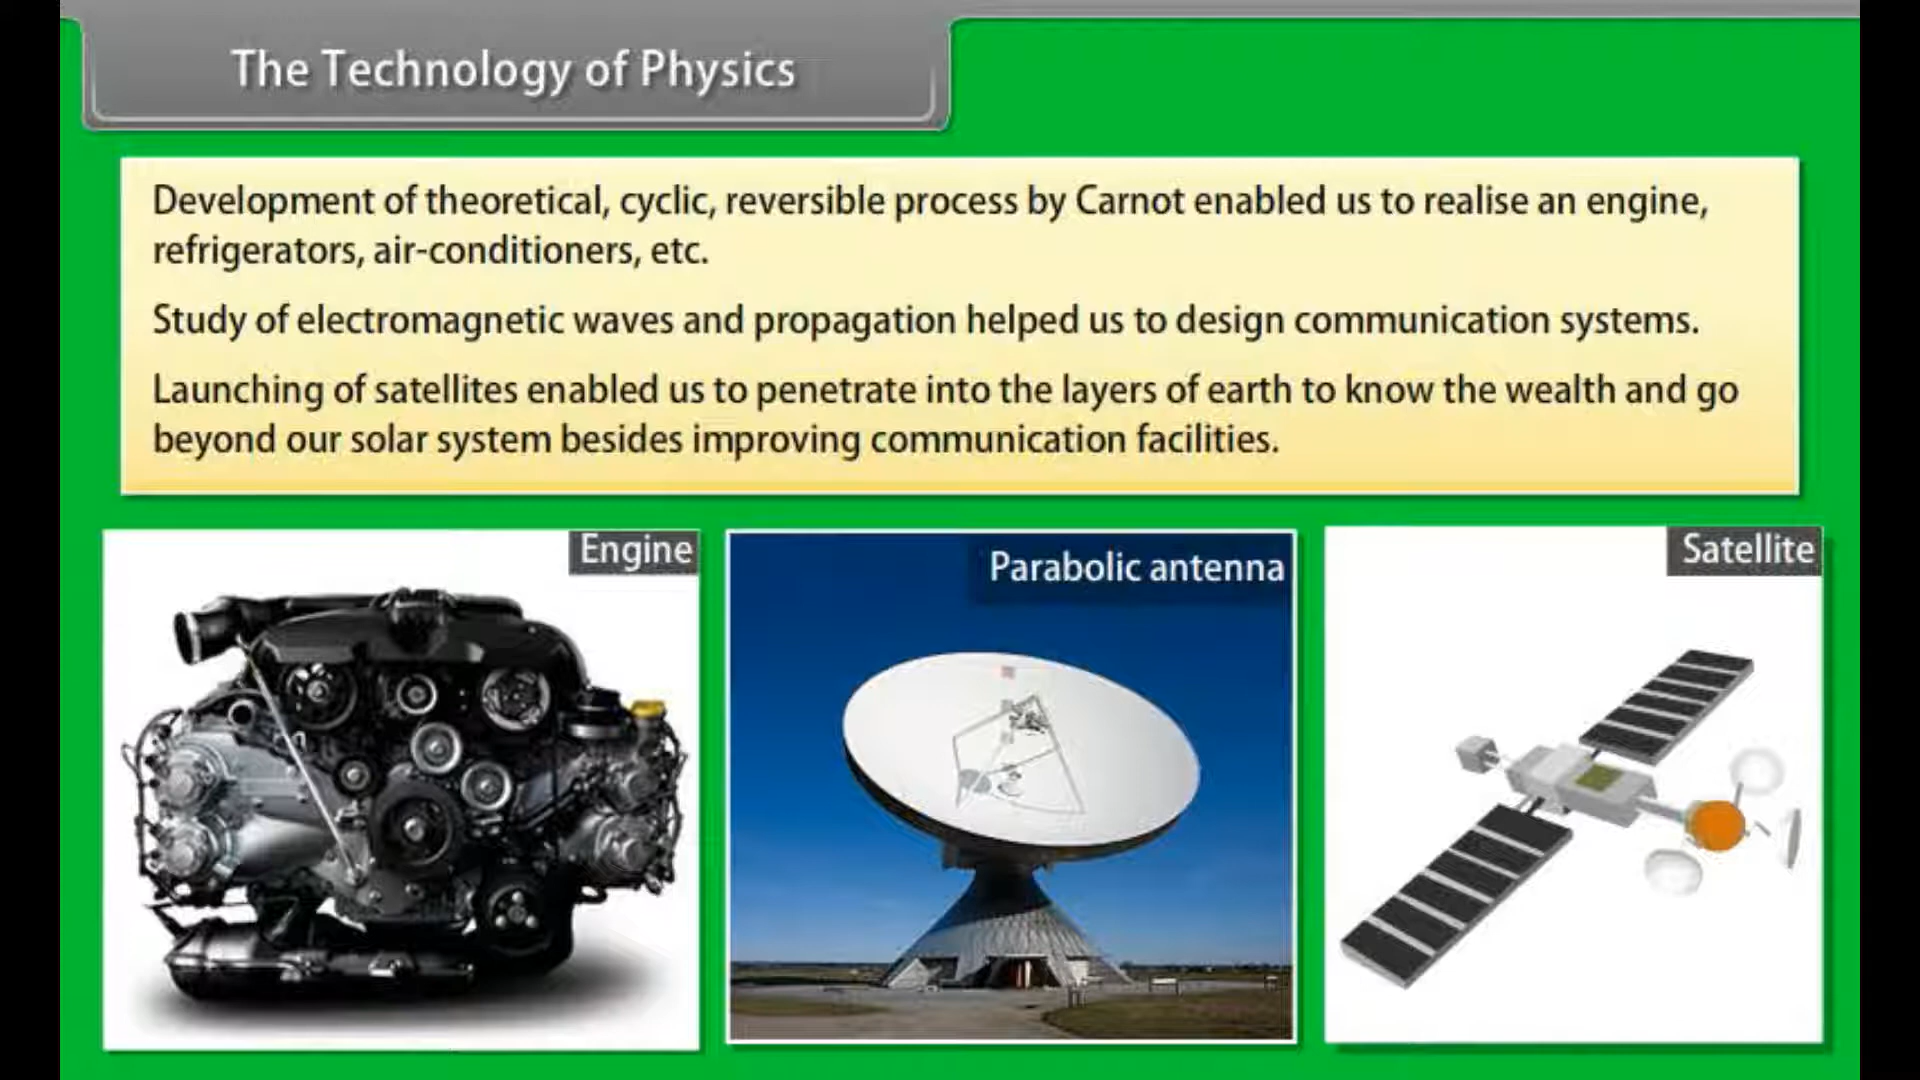 The Technology of Physics
Development of theoretical, cyclic, reversible process by Carnot enabled us to realise an engine,
refrigerators, air-conditioners, etc.
Study of electromagnetic waves and propagation helped us to design communication systems.
Launching of satellites enabled us to penetrate into the layers of earth to know the wealth and go
beyond our solar system besides improving communication facilities.
Engine
Parabolic antenna
Satellite